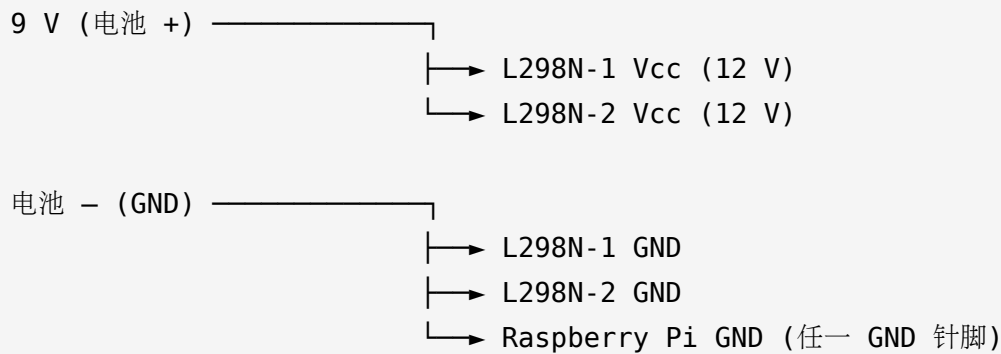 9 V (电池 +) ───────────────┐
├──► L298N-1 Vcc (12 V)
└──► L298N-2 Vcc (12 V)
电池 – (GND) ───────────────┐
├──► L298N-1 GND
├──► L298N-2 GND
└──► Raspberry Pi GND (任一 GND 针脚)